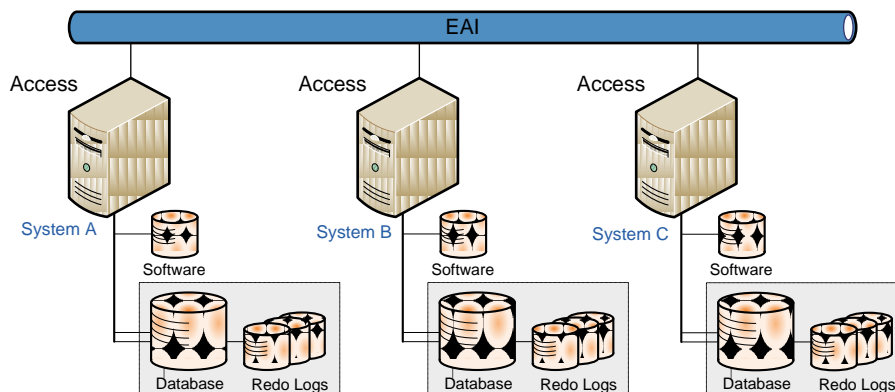 EAI
Access
Access
Access
System A
System B
System C
Software
Software
Software
Database
Redo Logs
Database
Redo Logs
Database
Redo Logs